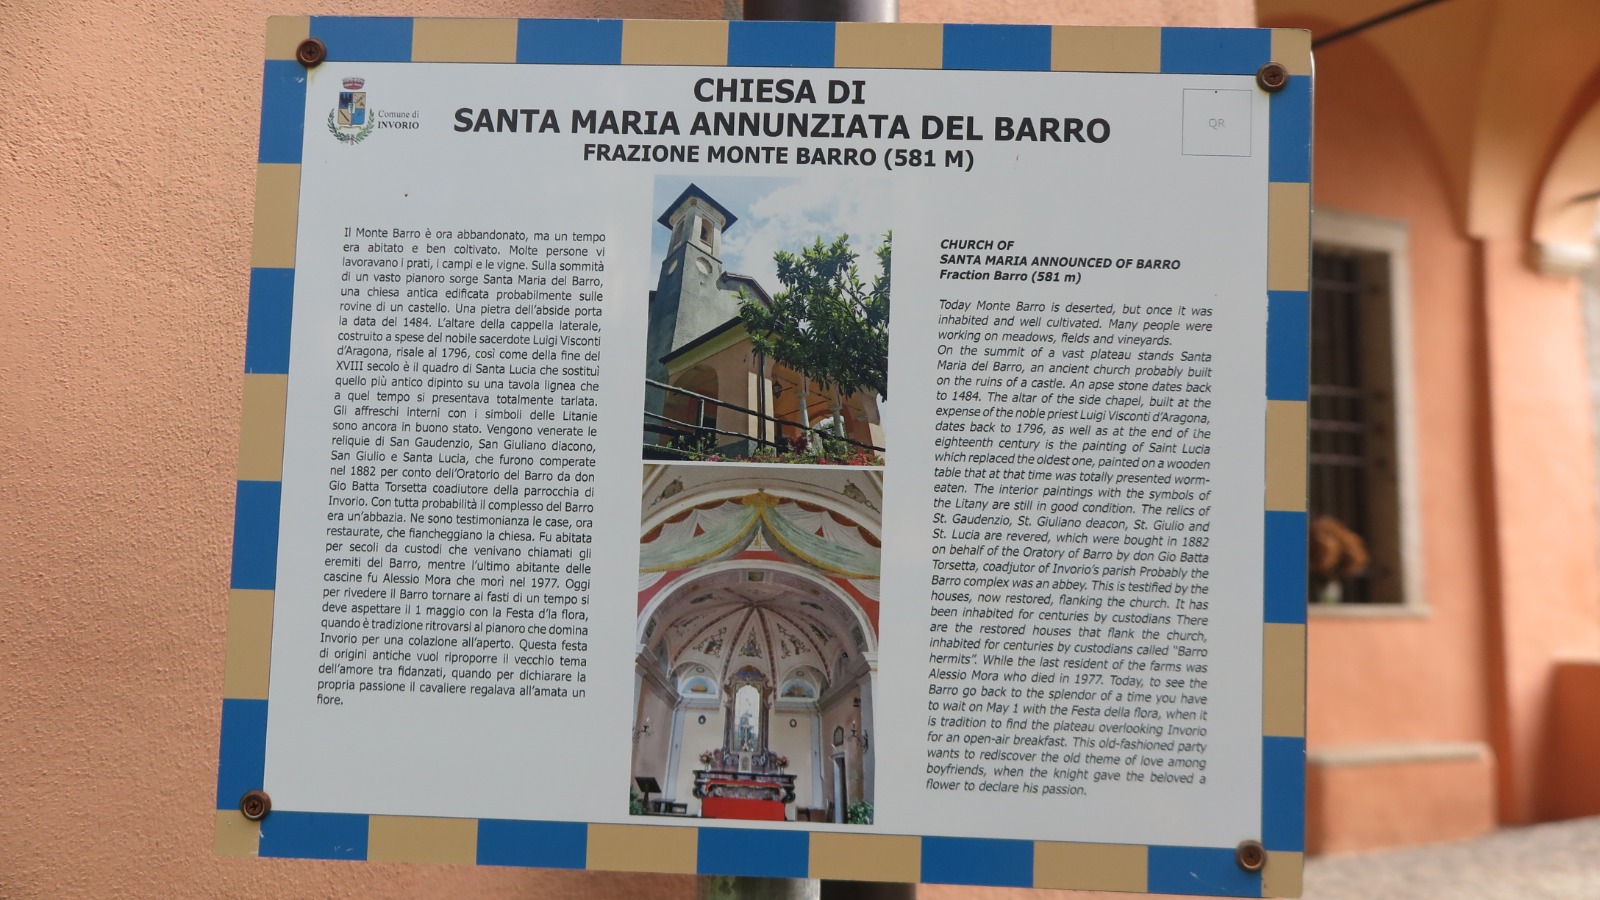 Comune di
INVORIO
CHIESA DI
SANTA MARIA ANNUNZIATA DEL BARRO
FRAZIONE MONTE BARRO (581 M)
QR
Il Monte Barro è ora abbandonato, ma un tempo
era abitato e ben coltivato. Molte persone vi
lavoravano i prati, i campi e le vigne. Sulla sommità
di un vasto pianoro sorge Santa Maria del Barro,
una chiesa antica edificata probabilmente sulle
rovine di un castello. Una pietra dell'abside porta
la data del 1484. L'altare della cappella laterale,
costruito a spese del nobile sacerdote Luigi Visconti
d'Aragona, risale al 1796, così come della fine del
XVIII secolo è il quadro di Santa Lucia che sostituì
quello più antico dipinto su una tavola lignea che
a quel tempo si presentava totalmente tarlata.
Gli affreschi interni con i simboli delle Litanie
sono ancora in buono stato. Vengono venerate le
reliquie di San Gaudenzio, San Giuliano diacono,
San Giulio e Santa Lucia, che furono comperate
nel 1882 per conto dell'Oratorio del Barro da don
Gio Batta Torsetta coadiutore della parrocchia di
Invorio. Con tutta probabilità il complesso del Barro
era un'abbazia. Ne sono testimonianza le case, ora
restaurate, che fiancheggiano la chiesa. Fu abitata
per secoli da custodi che venivano chiamati gli
eremiti del Barro, mentre l'ultimo abitante delle
cascine fu Alessio Mora che morì nel 1977. Oggi
per rivedere il Barro tornare ai fasti di un tempo si
deve aspettare il 1 maggio con la Festa d'la flora,
quando è tradizione ritrovarsi al pianoro che domina
Invorio per una colazione all'aperto. Questa festa
di origini antiche vuol riproporre il vecchio tema
dell'amore tra fidanzati, quando per dichiarare la
propria passione il cavaliere regalava all'amata un
fiore.
CHURCH OF
SANTA MARIA ANNOUNCED OF BARRO
Fraction Barro (581 m)
Today Monte Barro is deserted, but once it was
inhabited and well cultivated. Many people were
working on meadows, fields and vineyards.
On the summit of a vast plateau stands Santa
Maria del Barro, an ancient church probably built
on the ruins of a castle. An apse stone dates back
to 1484. The altar of the side chapel, built at the
expense of the noble priest Luigi Visconti d'Aragona,
dates back to 1796, as well as at the end of the
eighteenth century is the painting of Saint Lucia
which replaced the oldest one, painted on a wooden
table that at that time was totally presented worm-
eaten. The interior paintings with the symbols of
the Litany are still in good condition. The relics of
St. Gaudenzio, St. Giuliano deacon, St. Giulio and
St. Lucia are revered, which were bought in 1882
on behalf of the Oratory of Barro by don Gio Batta
Torsetta, coadjutor of Invorio's parish Probably the
Barro complex was an abbey. This is testified by the
houses, now restored, flanking the church. It has
been inhabited for centuries by custodians There
are the restored houses that flank the church,
inhabited for centuries by custodians called "Barro
hermits". While the last resident of the farms was
Alessio Mora who died in 1977. Today, to see the
Barro go back to the splendor of a time you have
to wait on May 1 with the Festa della flora, when it
is tradition to find the plateau overlooking Invorio
for an open-air breakfast. This old-fashioned party
wants to rediscover the old theme of love among
boyfriends, when the knight gave the beloved a
flower to declare his passion.